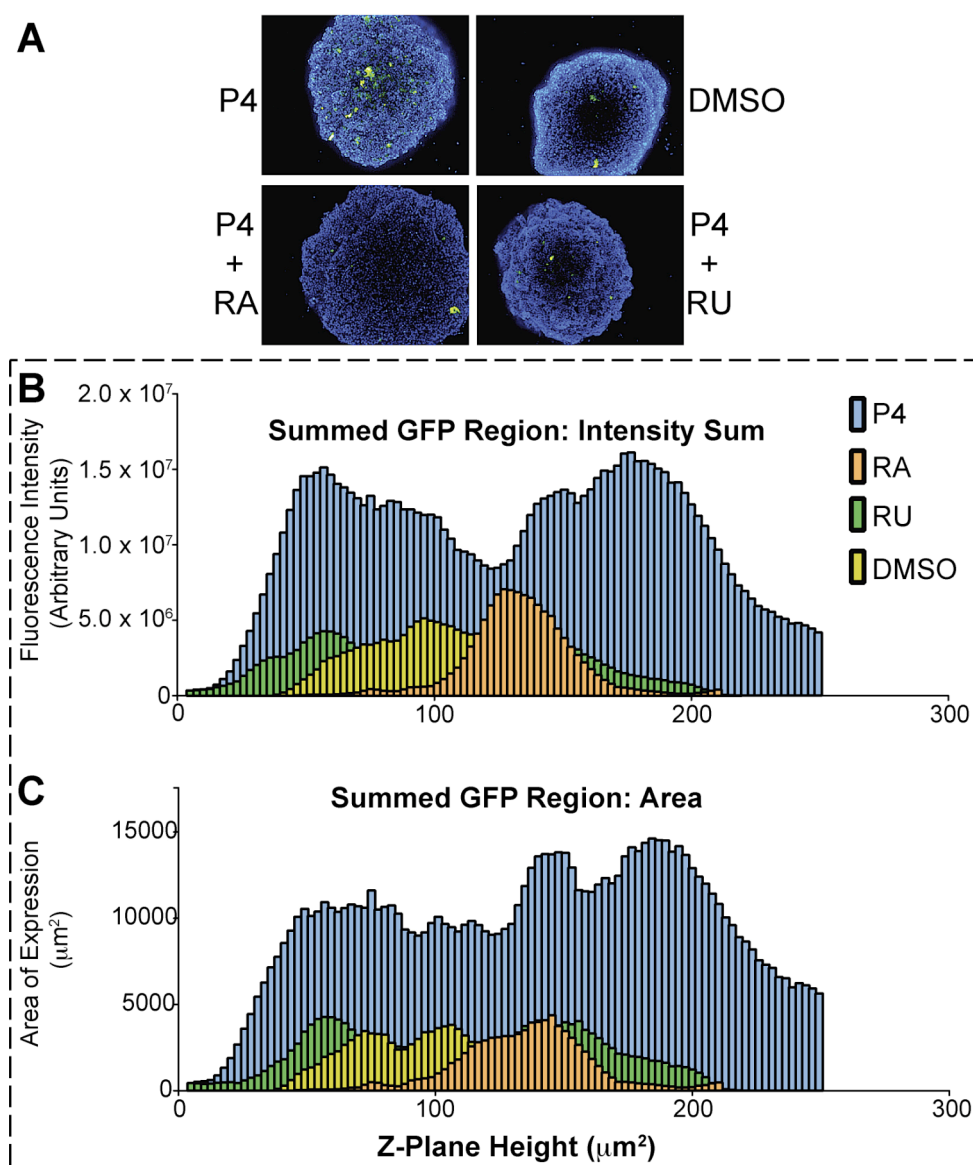 A
P4
DMSO
P4
+
RA
P4
+
RU
B
Summed GFP Region: Intensity Sum
Fluorescence Intensity
(Arbitrary Units)
2.0 x 10⁷
1.5 x 10⁷
1.0 x 10⁷
5.0 x 10⁶
0
0
100
200
300
P4
RA
RU
DMSO
C
Summed GFP Region: Area
Area of Expression
(μm²)
15000
10000
5000
0
0
100
200
300
Z-Plane Height (μm²)